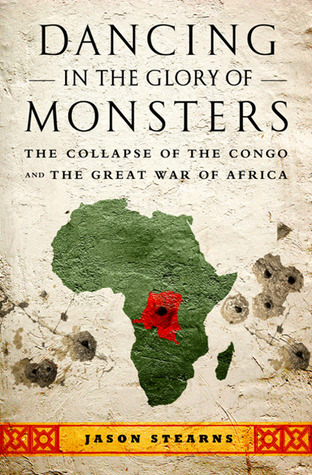 DANCING
IN THE GLORY OF
MONSTERS
THE COLLAPSE OF THE CONGO
AND THE GREAT WAR OF AFRICA
JASON STEARNS